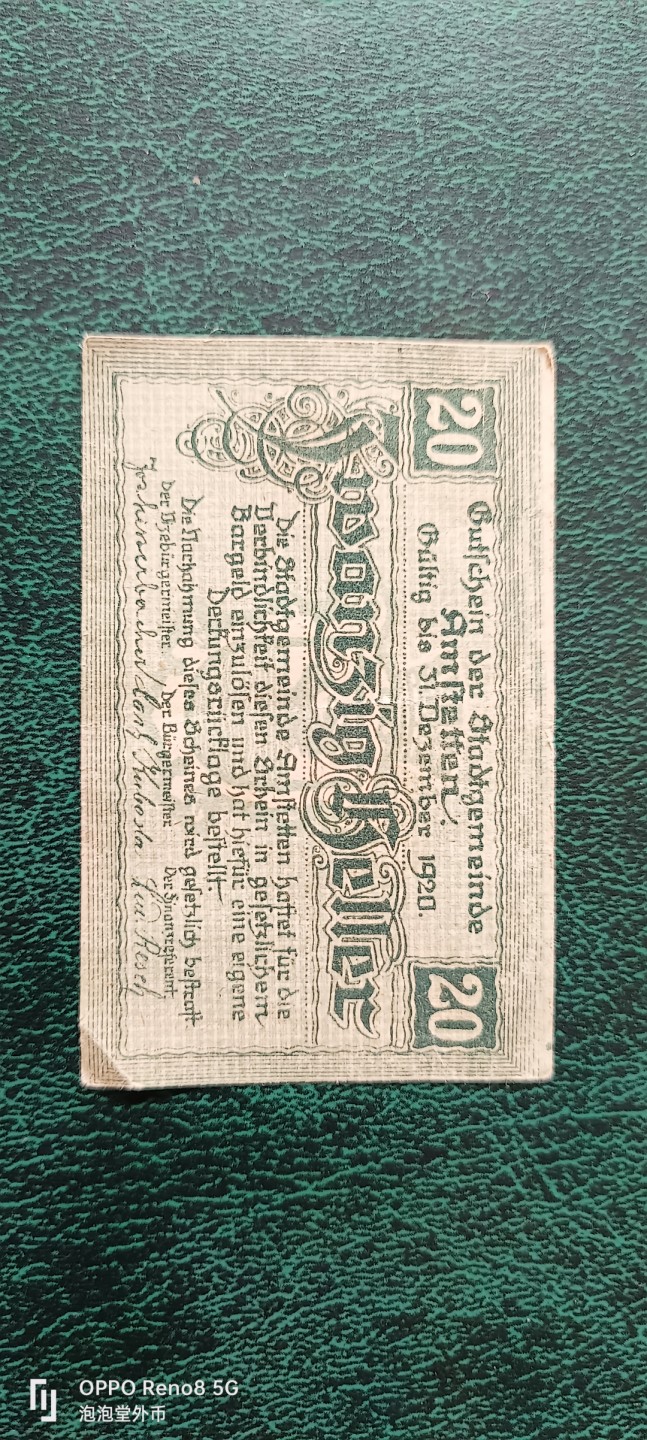 20
20
Gutschein der Stadtgemeinde
Amstetten.
Gültig bis 31. Dezember 1920.
Zwanzig Heller
Die Stadtgemeinde Amstetten haftet für die
Verbindlichkeit diesen Schein in gesetzlichem
Bargeld einzulösen und hat hiefür eine eigene
Deckungsrücklage bestellt
Die Nachahmung dieses Scheines wird gesetzlich bestraft
Der Vizebürgermeister Der Bürgermeister Der Finanzreferent
Resch
OPPO Reno8 5G
泡泡堂外币